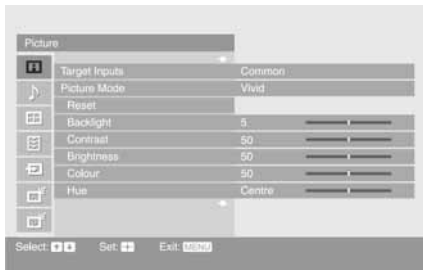 Picture
Target Inputs Common
Picture Mode Vivid
Reset
Backlight 5
Contrast 50
Brightness 50
Colour 50
Hue Centre
Select: Set: Exit: MENU